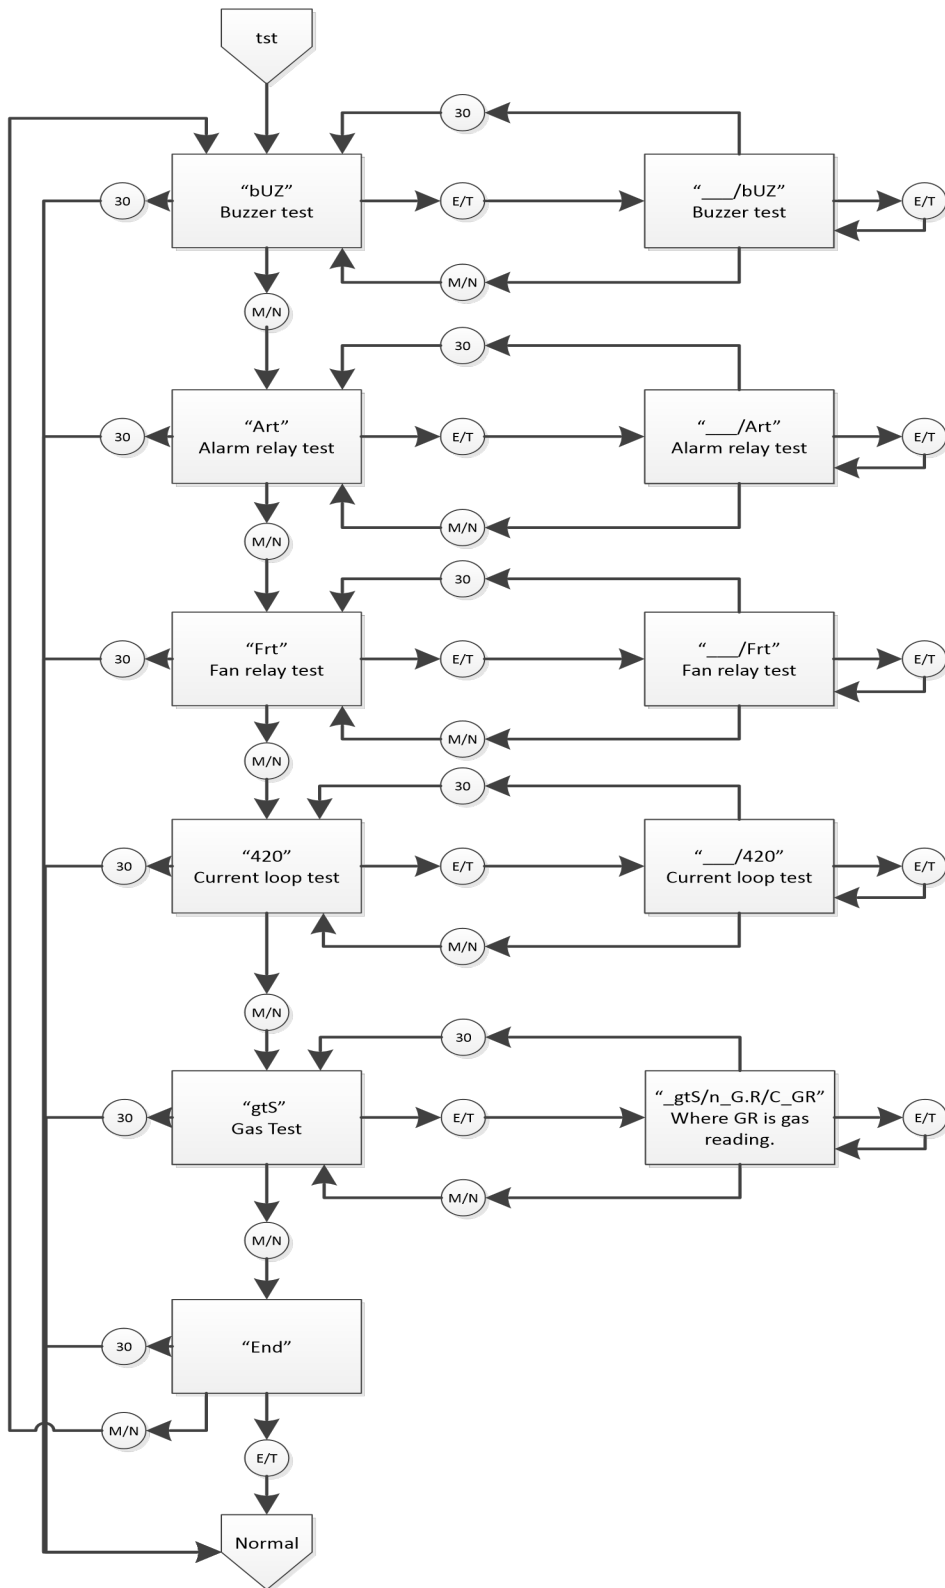 tst
30
"bUZ"
Buzzer test
30
E/T
"___/bUZ"
Buzzer test
E/T
M/N
M/N
30
"Art"
Alarm relay test
30
E/T
"___/Art"
Alarm relay test
E/T
M/N
M/N
30
"Frt"
Fan relay test
30
E/T
"___/Frt"
Fan relay test
E/T
M/N
M/N
30
"420"
Current loop test
30
E/T
"___/420"
Current loop test
E/T
M/N
M/N
30
"gtS"
Gas Test
30
E/T
"_gtS/n_G.R/C_GR"
Where GR is gas
reading.
E/T
M/N
M/N
30
"End"
M/N
E/T
Normal